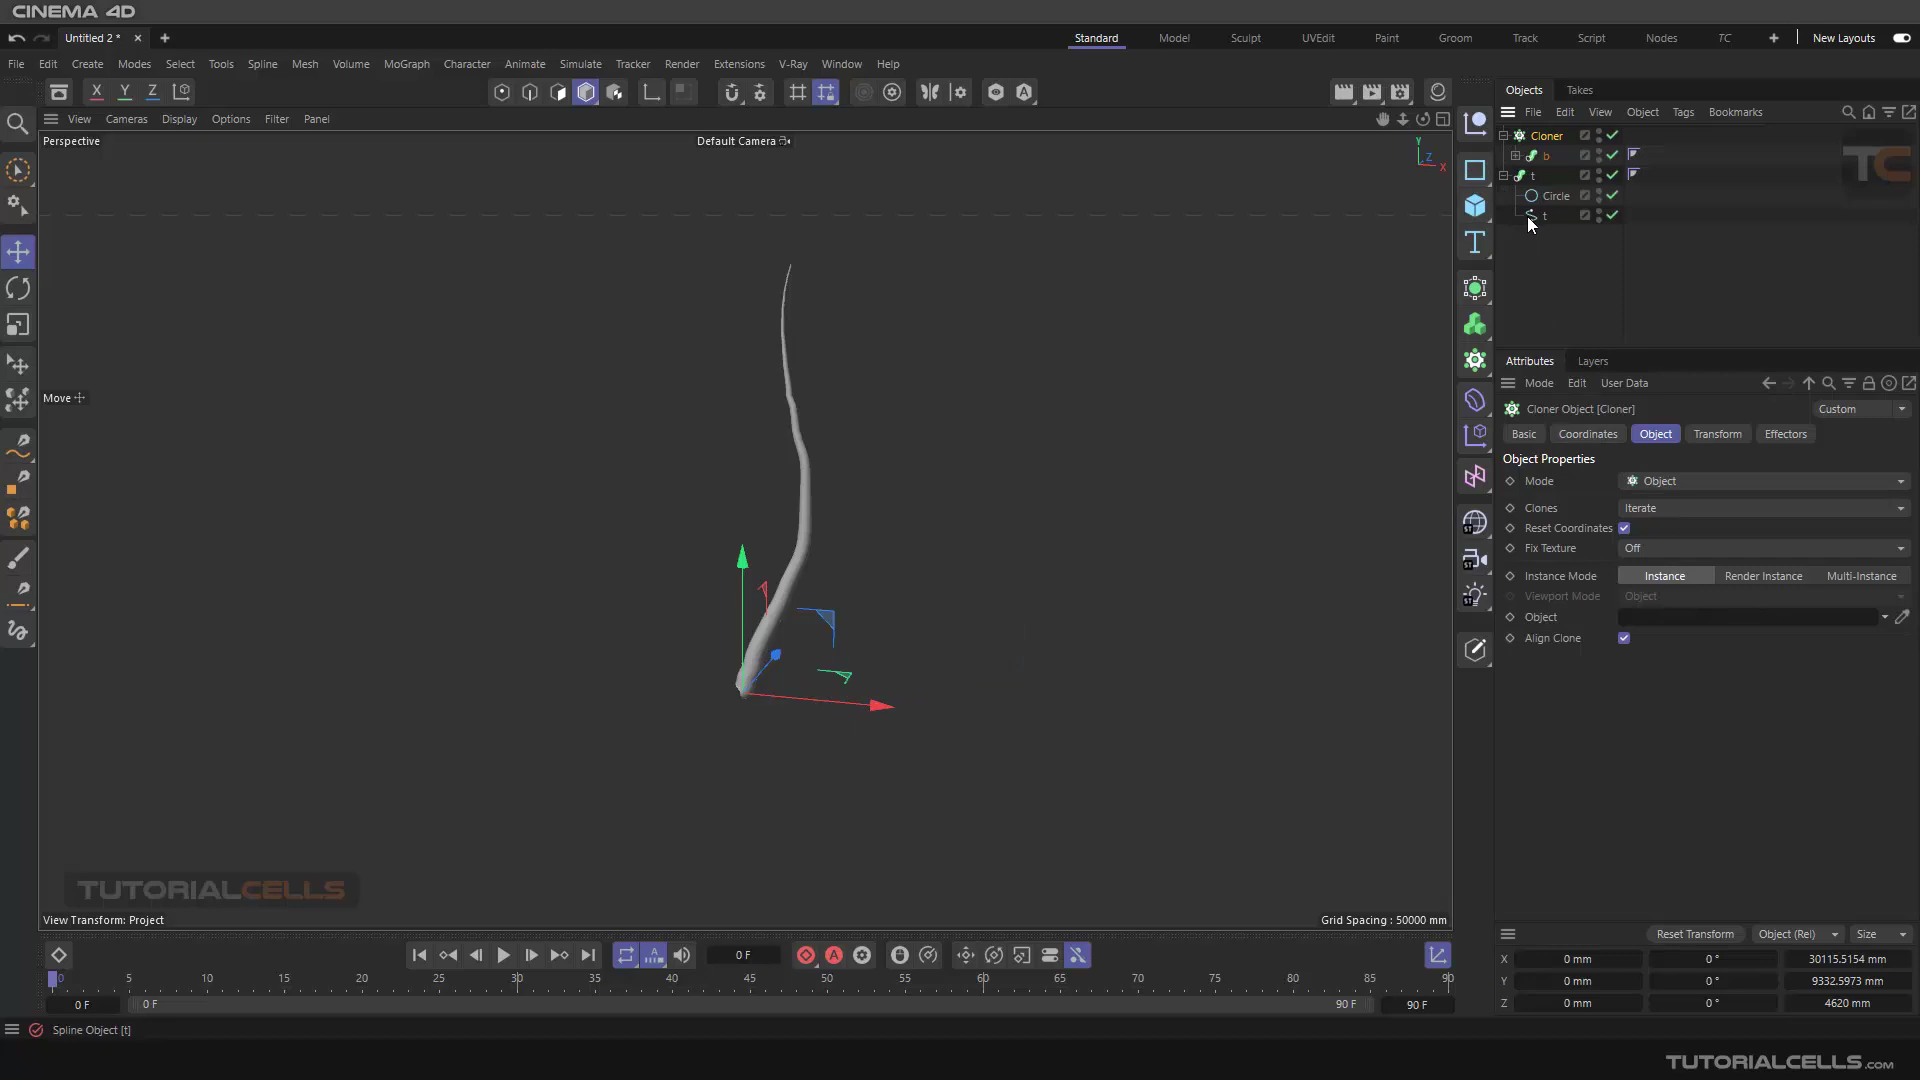 CINEMA 4D
Untitled 2 *
Standard Model Sculpt UVEdit Paint Groom Track Script Nodes TC New Layouts
File Edit Create Modes Select Tools Spline Mesh Volume MoGraph Character Animate Simulate Tracker Render Extensions V-Ray Window Help
X Y Z
View Cameras Display Options Filter Panel
Perspective
Default Camera
Y
Z
X
Move
TUTORIALCELLS
View Transform: Project
Grid Spacing : 50000 mm
Objects Takes
File Edit View Object Tags Bookmarks
Cloner
b
t
Circle
t
TC
Attributes Layers
Mode Edit User Data
Cloner Object [Cloner]
Custom
Basic Coordinates Object Transform Effectors
Object Properties
Mode Object
Clones Iterate
Reset Coordinates
Fix Texture Off
Instance Mode Instance Render Instance Multi-Instance
Viewport Mode Object
Object
Align Clone
ST
ST
ST
0 F
0 5 10 15 20 25 30 35 40 45 50 55 60 65 70 75 80 85 90
0 F 0 F 90 F 90 F
Reset Transform Object (Rel) Size
X 0 mm 0 ° 30115.5154 mm
Y 0 mm 0 ° 9332.5973 mm
Z 0 mm 0 ° 4620 mm
Spline Object [t]
TUTORIALCELLS.com